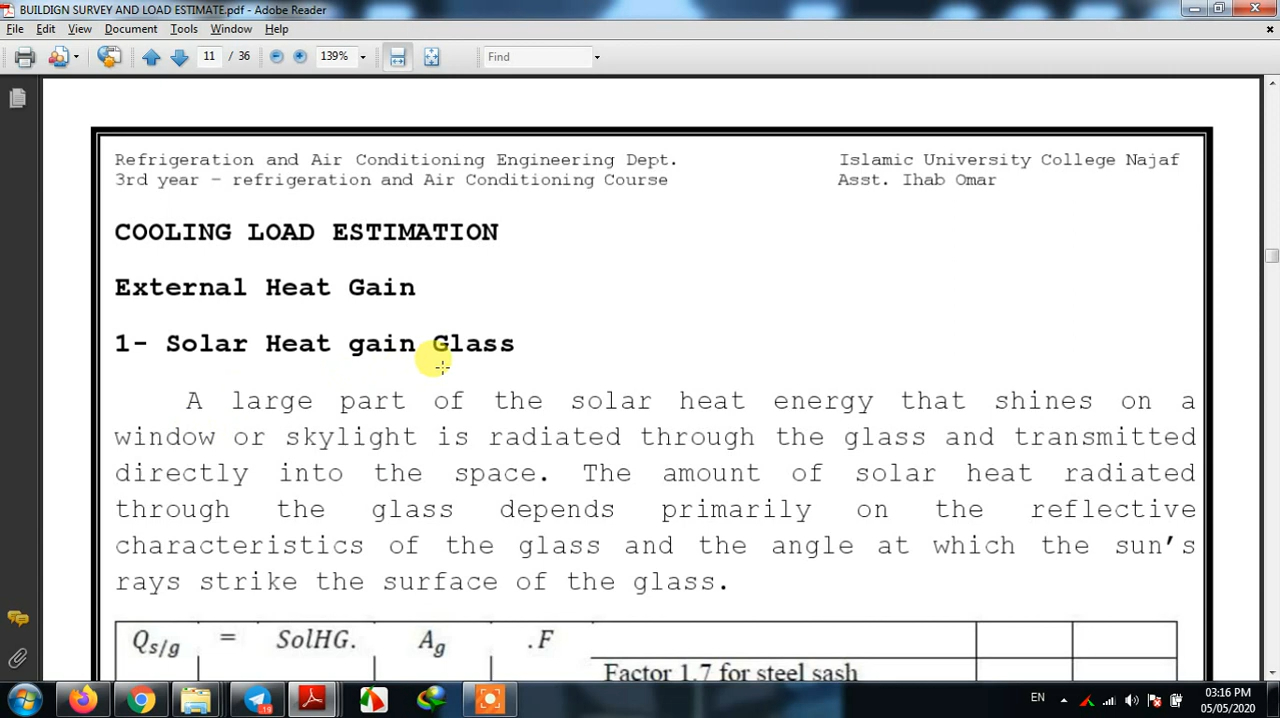 BUILDIGN SURVEY AND LOAD ESTIMATE.pdf - Adobe Reader
File Edit View Document Tools Window Help
11 / 36 139% Find
Refrigeration and Air Conditioning Engineering Dept. Islamic University College Najaf
3rd year – refrigeration and Air Conditioning Course Asst. Ihab Omar
COOLING LOAD ESTIMATION
External Heat Gain
1- Solar Heat gain Glass
A large part of the solar heat energy that shines on a
window or skylight is radiated through the glass and transmitted
directly into the space. The amount of solar heat radiated
through the glass depends primarily on the reflective
characteristics of the glass and the angle at which the sun's
rays strike the surface of the glass.
Qs/g = SolHG. Ag .F
Factor 1.7 for steel sash
19 EN 03:16 PM
05/05/2020